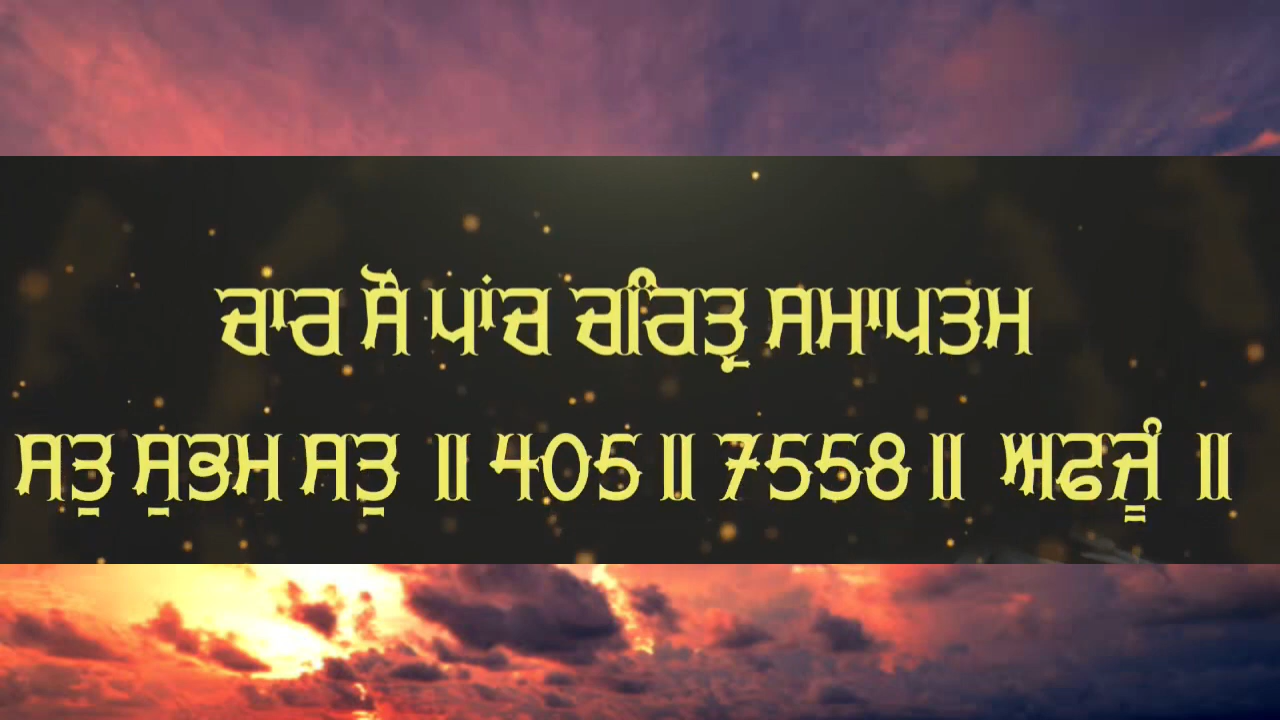 ਚਾਰ ਸੌ ਪਾਂਚ ਚਰਿੱਤ੍ਰ ਸਮਾਪਤਮ
ਸਤੁ ਸੁਭਮ ਸਤੁ ॥ 405॥ 7558॥ ਅਫਜੂੰ ॥